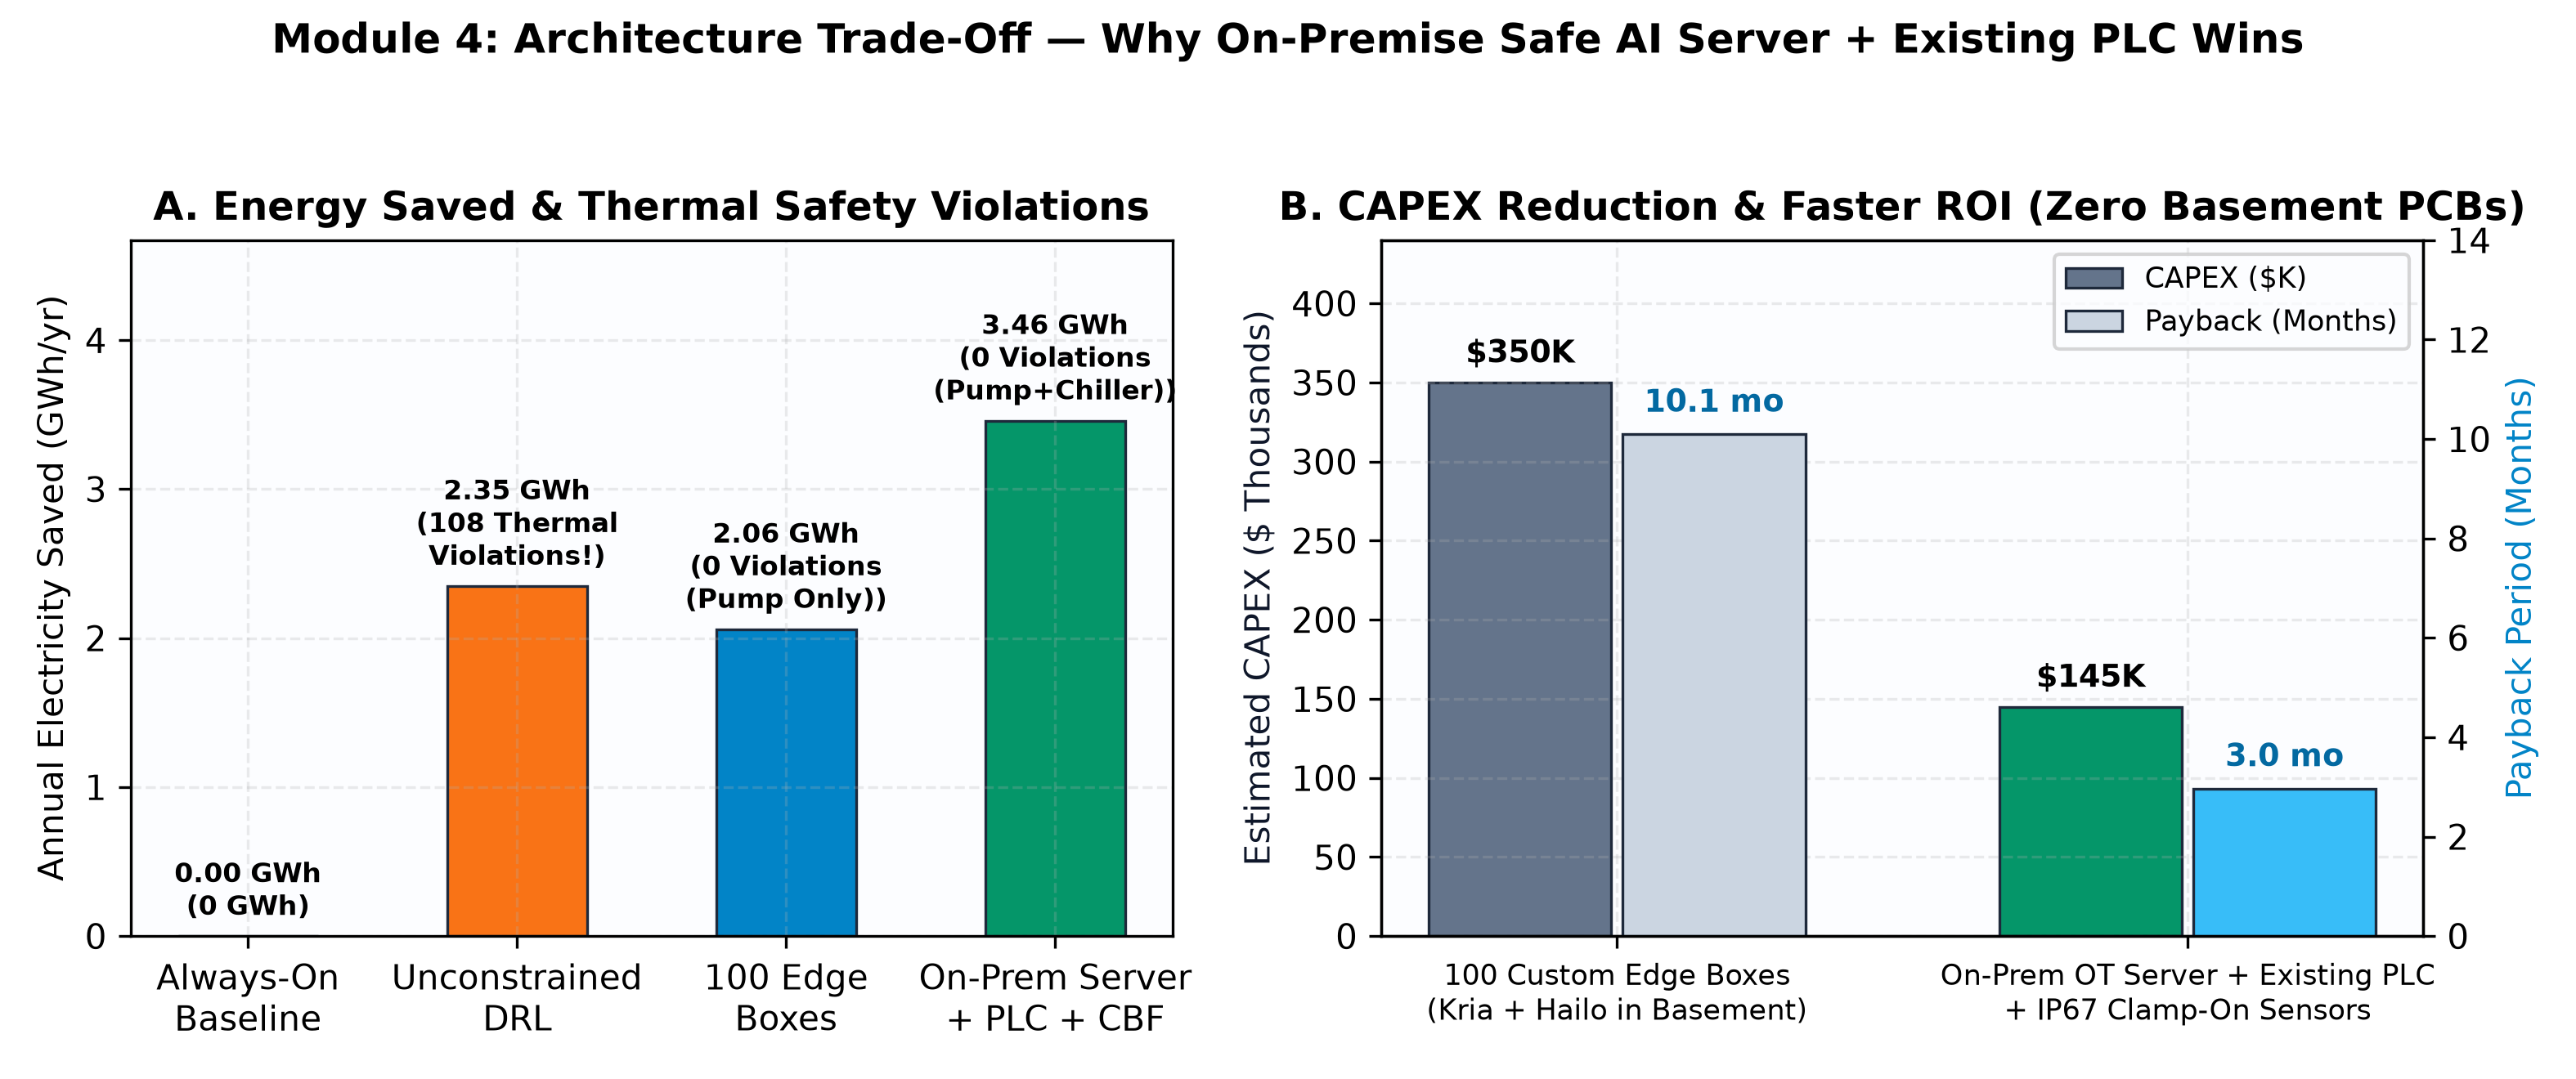 Module 4: Architecture Trade-Off — Why On-Premise Safe AI Server + Existing PLC Wins
A. Energy Saved & Thermal Safety Violations
Annual Electricity Saved (GWh/yr)
4
3
2
1
0
0.00 GWh
(0 GWh)
2.35 GWh
(108 Thermal
Violations!)
2.06 GWh
(0 Violations
(Pump Only))
3.46 GWh
(0 Violations
(Pump+Chiller))
Always-On
Baseline
Unconstrained
DRL
100 Edge
Boxes
On-Prem Server
+ PLC + CBF
B. CAPEX Reduction & Faster ROI (Zero Basement PCBs)
Estimated CAPEX ($ Thousands)
400
350
300
250
200
150
100
50
0
$350K
10.1 mo
$145K
3.0 mo
CAPEX ($K)
Payback (Months)
14
12
10
8
6
4
2
0
Payback Period (Months)
100 Custom Edge Boxes
(Kria + Hailo in Basement)
On-Prem OT Server + Existing PLC
+ IP67 Clamp-On Sensors